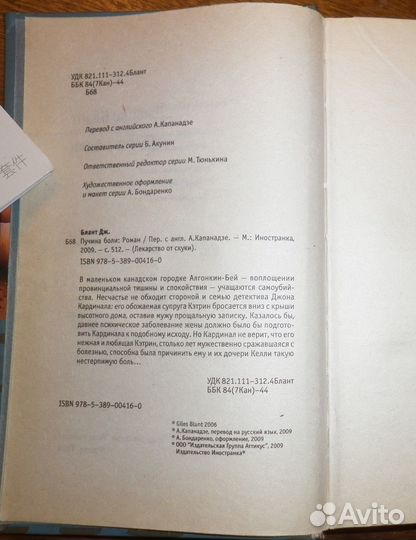 УДК 821.111–312.4Блант
ББК 84(7Кан)–44
Б68
Перевод с английского А.Капанадзе
Составитель серии Б. Акунин
Ответственный редактор серии М. Тюнькина
Художественное оформление
и макет серии А. Бондаренко
套件
Блант Дж.
Б68 Пучина боли: Роман / Пер. с англ. А.Капанадзе. — М.: Иностранка,
2009. — с. 512. — (Лекарство от скуки).
ISBN 978–5–389–00416–0
В маленьком канадском городке Алгонкин-Бей — воплощении
провинциальной тишины и спокойствия — учащаются самоубийст-
ва. Несчастье не обходит стороной и семью детектива Джона
Кардинала: его обожаемая супруга Кэтрин бросается вниз с крыши
высотного дома, оставив мужу прощальную записку. Казалось бы,
давнее психическое заболевание жены должно было бы подгото-
вить Кардинала к подобному исходу. Но Кардинал не верит, что его
нежная и любящая Кэтрин, столько лет мужественно сражавшаяся с
болезнью, способна была причинить ему и их дочери Келли такую
нестерпимую боль...
УДК 821.111–312.4Блант
ББК 84(7Кан)–44
ISBN 978–5–389–00416–0
© Giles Blunt 2006
© А.Капанадзе, перевод на русский язык, 2009
© А. Бондаренко, оформление, 2009
© ООО "Издательская Группа Аттикус", 2009
Издательство Иностранка®
Avito